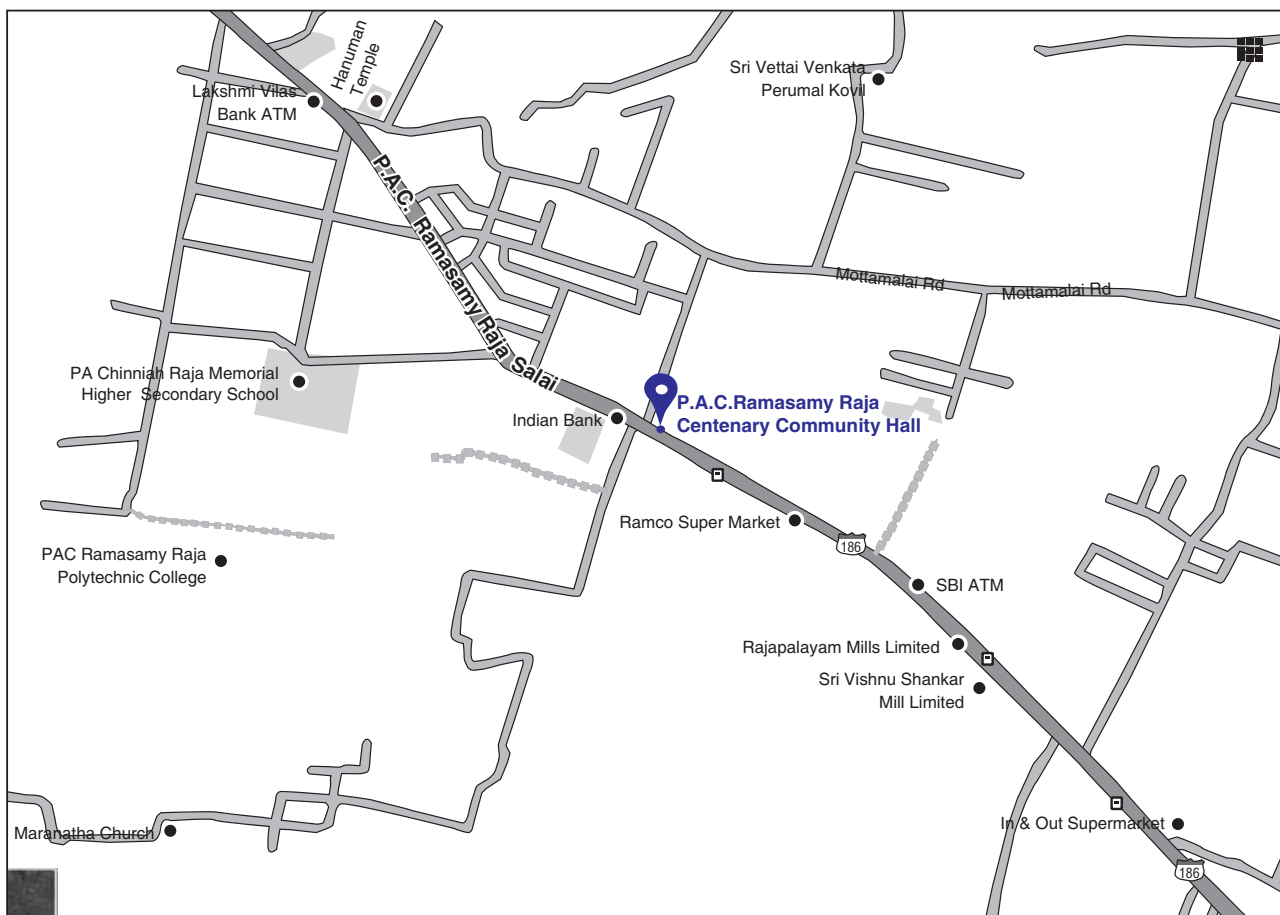 Hanuman
Temple
Sri Vettai Venkata
Perumal Kovil
Lakshmi Vilas
Bank ATM
P.A.C. Ramasamy Raja Salai
Mottamalai Rd
Mottamalai Rd
PA Chinniah Raja Memorial
Higher Secondary School
Indian Bank
P.A.C.Ramasamy Raja
Centenary Community Hall
Ramco Super Market
186
PAC Ramasamy Raja
Polytechnic College
SBI ATM
Rajapalayam Mills Limited
Sri Vishnu Shankar
Mill Limited
Maranatha Church
In & Out Supermarket
186